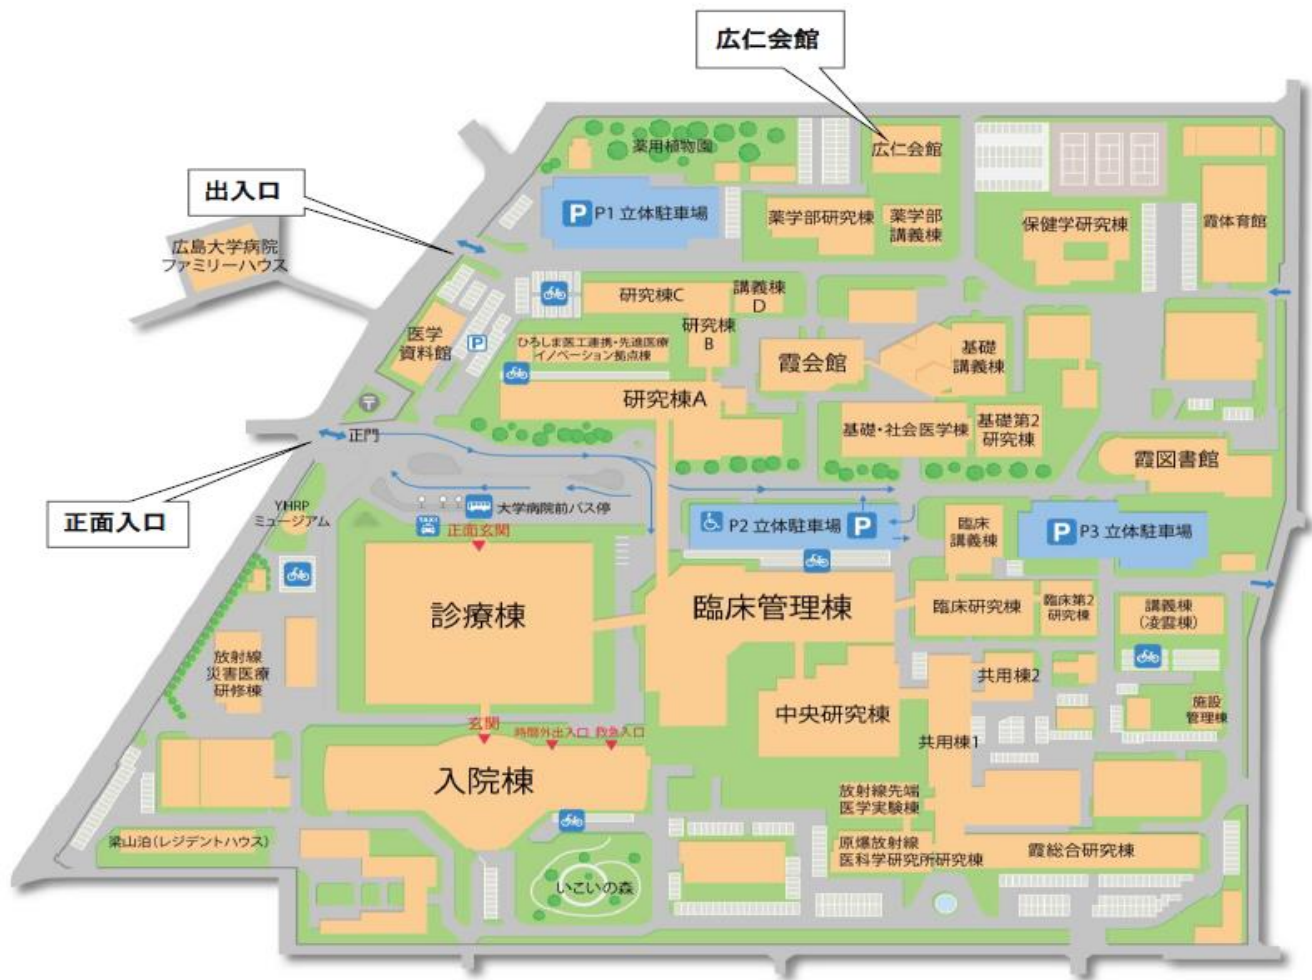 広仁会館
薬用植物園
広仁会館
出入口
P
P1 立体駐車場
薬学部研究棟
薬学部
講義棟
保健学研究棟
霞体育館
広島大学病院
ファミリーハウス
研究棟C
講義棟
D
医学
資料館
P
ひろしま医工連携・先進医療
イノベーション拠点棟
研究棟
B
霞会館
基礎
講義棟
研究棟A
〒
正門
基礎・社会医学棟
基礎第2
研究棟
霞図書館
正面入口
YHRP
ミュージアム
大学病院前バス停
TAXI
正面玄関
P2 立体駐車場
P
臨床
講義棟
P
P3 立体駐車場
診療棟
臨床管理棟
臨床研究棟
臨床第2
研究棟
講義棟
(凌雲棟)
放射線
災害医療
研修棟
共用棟2
中央研究棟
施設
管理棟
玄関
時間外出入口
救急入口
共用棟1
入院棟
放射線先端
医学実験棟
梁山泊(レジデントハウス)
原爆放射線
医科学研究所研究棟
霞総合研究棟
いこいの森